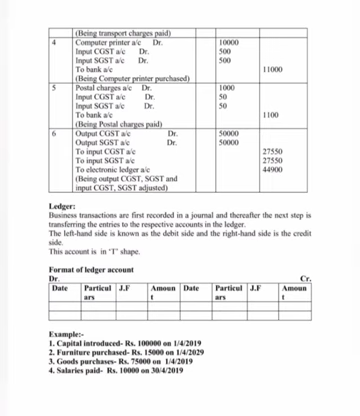 (Being transport charges paid)
4 Computer printer a/c Dr. 10000
Input CGST a/c Dr. 500
Input SGST a/c Dr. 500
To bank a/c 11000
(Being Computer printer purchased)
5 Postal charges a/c Dr. 1000
Input CGST a/c Dr. 50
Input SGST a/c Dr. 50
To bank a/c 1100
(Being Postal charges paid)
6 Output CGST a/c Dr. 50000
Output SGST a/c Dr. 50000
To input CGST a/c 27550
To input SGST a/c 27550
To electronic ledger a/c 44900
(Being output CGST, SGST and
input CGST, SGST adjusted)
Ledger:
Business transactions are first recorded in a journal and thereafter the next step is
transferring the entries to the respective accounts in the ledger.
The left-hand side is known as the debit side and the right-hand side is the credit
side.
This account is in "T" shape.
Format of ledger account
Dr. Cr.
Date Particul J.F Amoun Date Particul J.F Amoun
ars t ars t
Example:-
1. Capital introduced- Rs. 100000 on 1/4/2019
2. Furniture purchased- Rs. 15000 on 1/4/2029
3. Goods purchases- Rs. 75000 on 1/4/2019
4. Salaries paid- Rs. 10000 on 30/4/2019